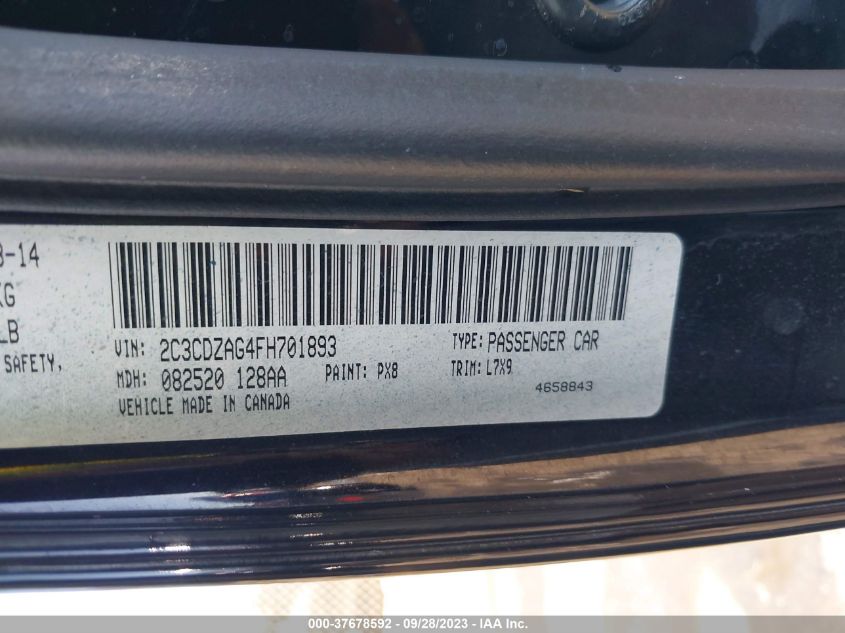 8-14
KG
LB
SAFETY,
VIN: 2C3CDZAG4FH701893 TYPE: PASSENGER CAR
MDH: 082520 128AA PAINT: PX8 TRIM: L7X9
VEHICLE MADE IN CANADA 4658843
000-37678592 - 09/28/2023 - IAA Inc.